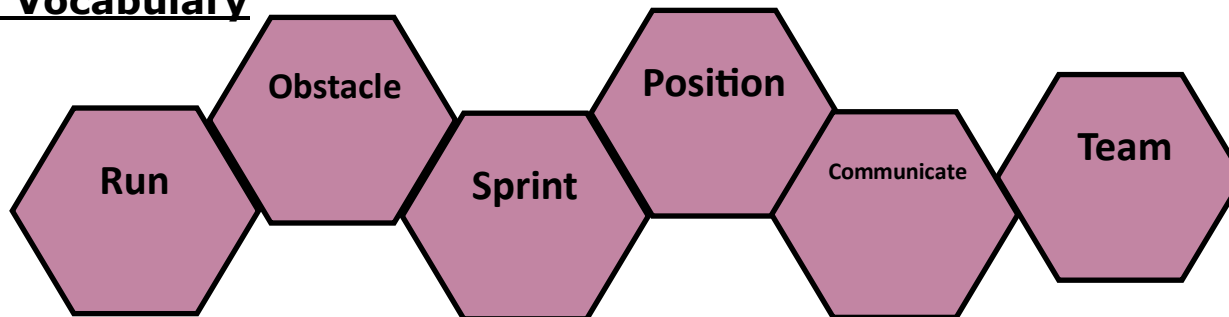 Vocabulary
Run
Obstacle
Sprint
Position
Communicate
Team